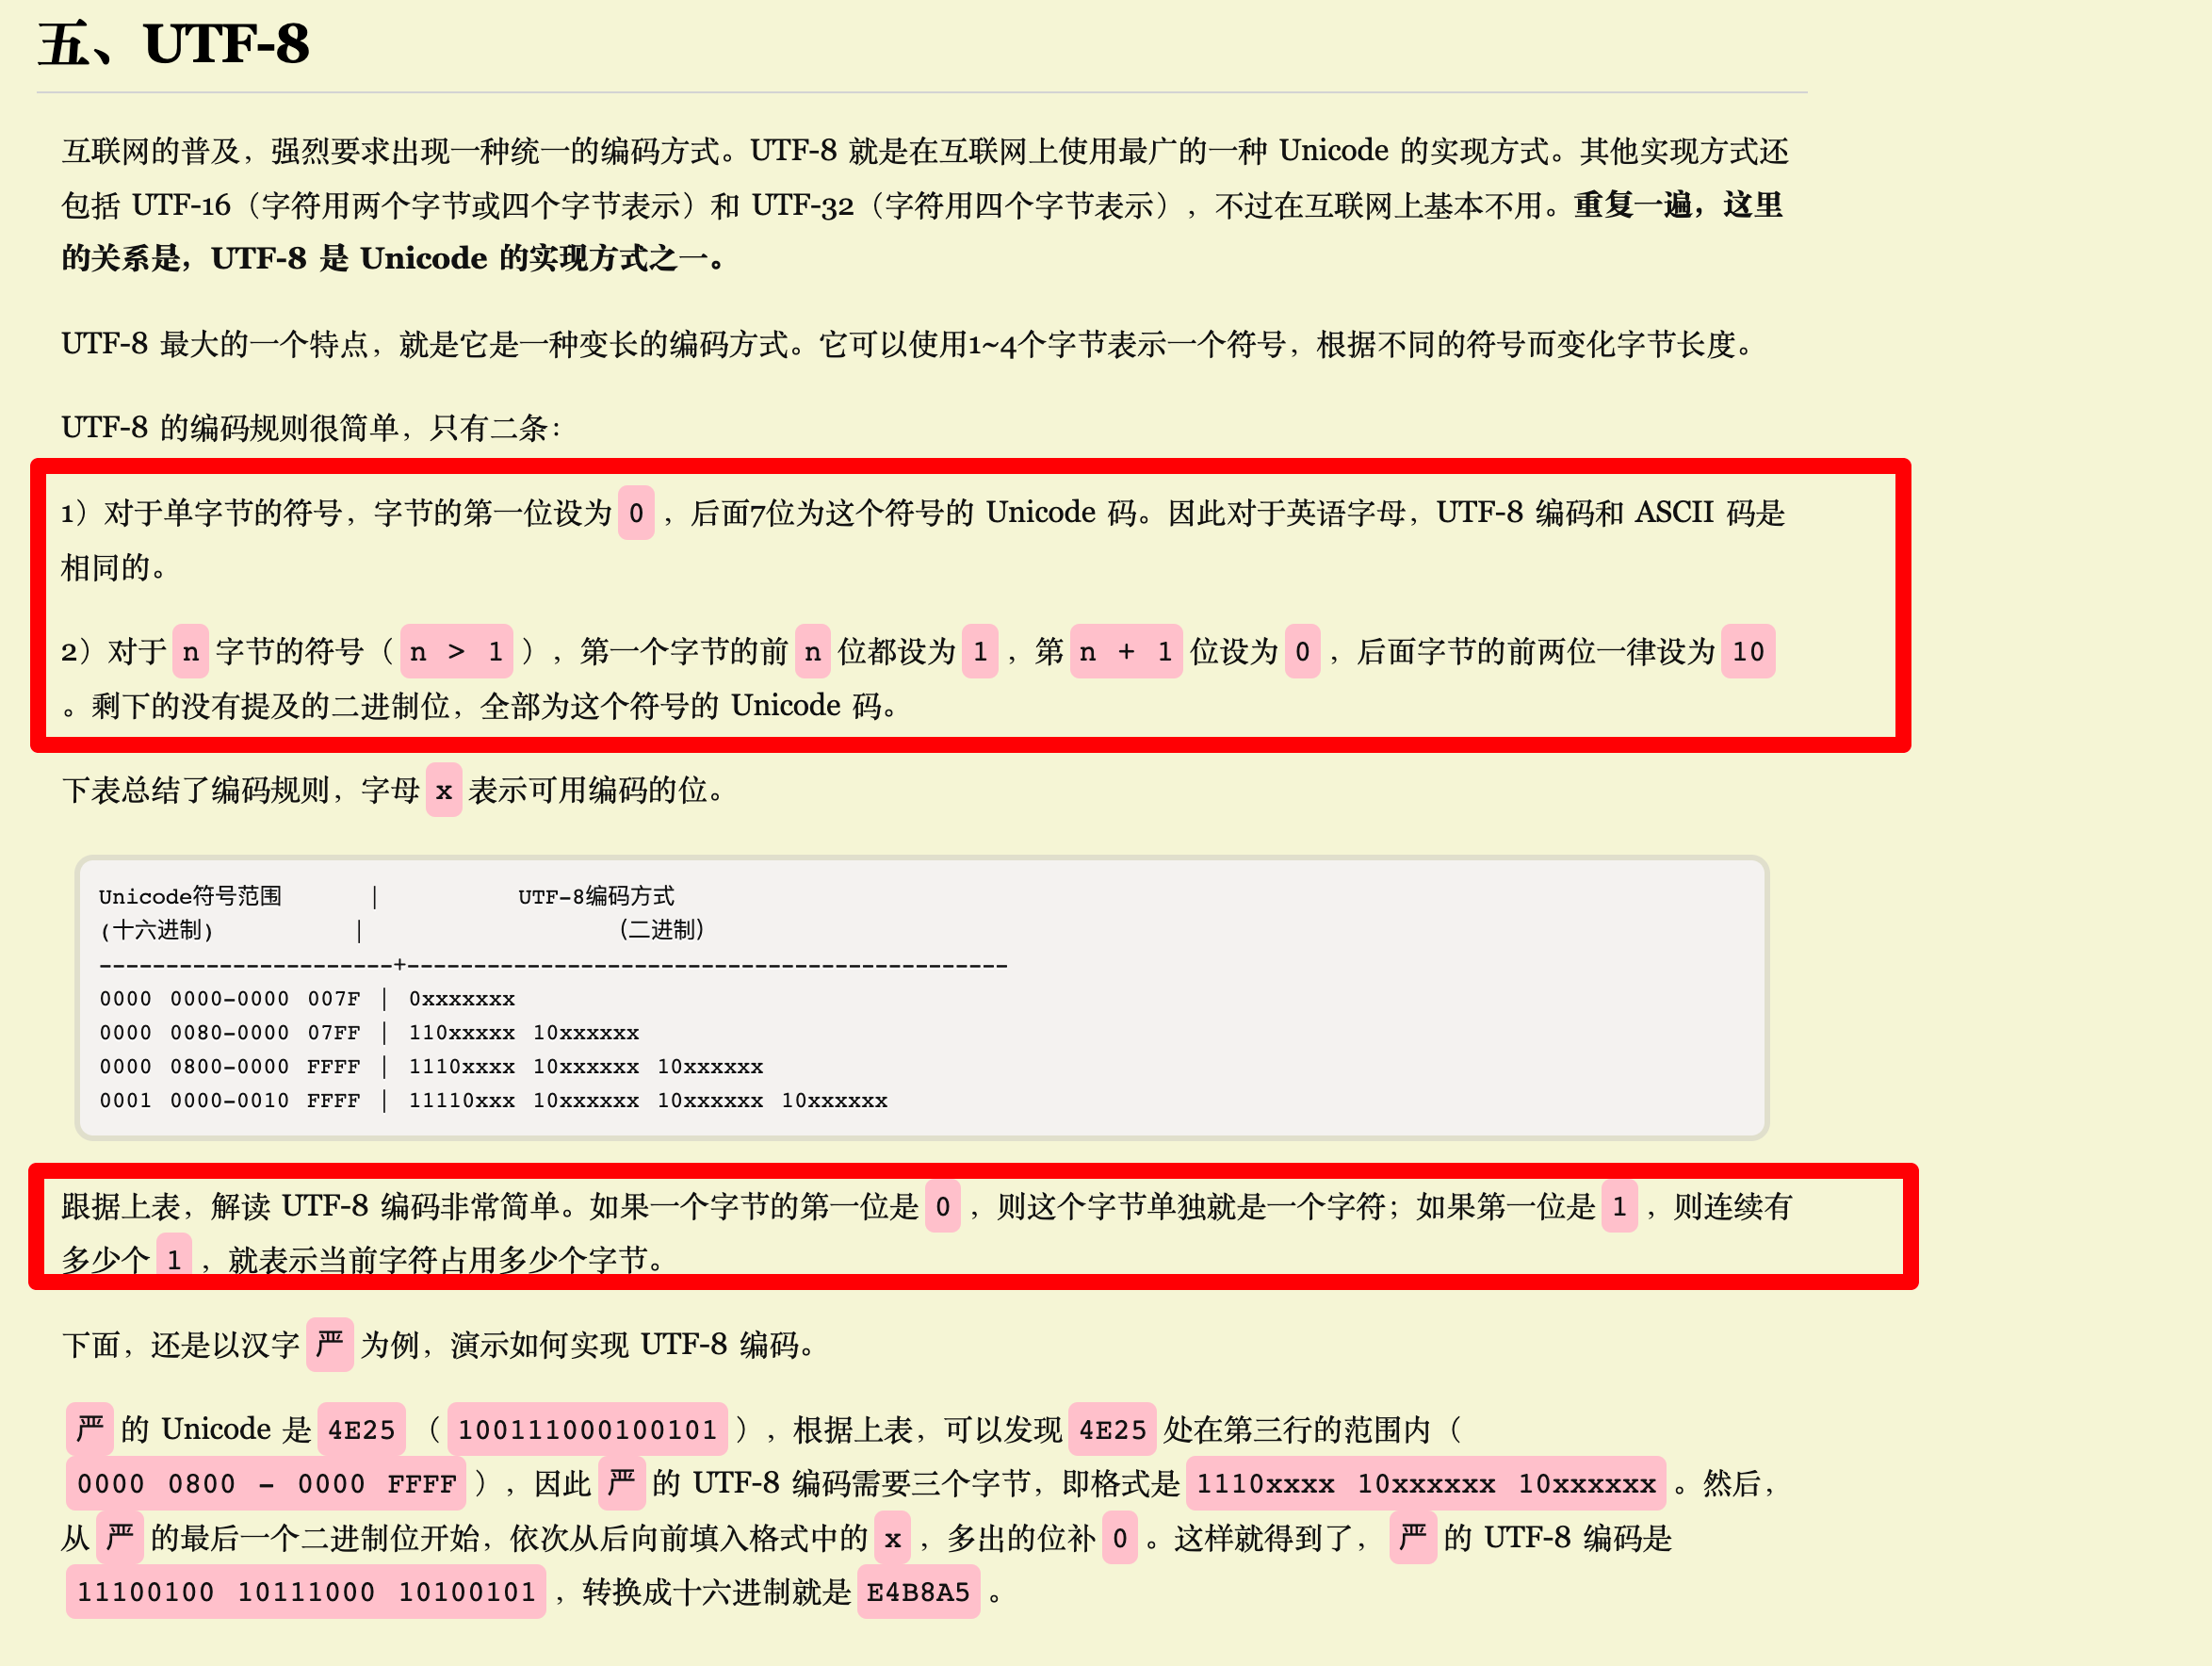 五、UTF-8
互联网的普及，强烈要求出现一种统一的编码方式。UTF-8 就是在互联网上使用最广的一种 Unicode 的实现方式。其他实现方式还
包括 UTF-16（字符用两个字节或四个字节表示）和 UTF-32（字符用四个字节表示），不过在互联网上基本不用。重复一遍，这里
的关系是，UTF-8 是 Unicode 的实现方式之一。
UTF-8 最大的一个特点，就是它是一种变长的编码方式。它可以使用1~4个字节表示一个符号，根据不同的符号而变化字节长度。
UTF-8 的编码规则很简单，只有二条：
1）对于单字节的符号，字节的第一位设为 0 ，后面7位为这个符号的 Unicode 码。因此对于英语字母，UTF-8 编码和 ASCII 码是
相同的。
2）对于 n 字节的符号（ n > 1 ），第一个字节的前 n 位都设为 1 ，第 n + 1 位设为 0 ，后面字节的前两位一律设为 10
。剩下的没有提及的二进制位，全部为这个符号的 Unicode 码。
下表总结了编码规则，字母 x 表示可用编码的位。
Unicode符号范围 | UTF-8编码方式
(十六进制) | （二进制）
----------------------+---------------------------------------------
0000 0000-0000 007F | 0xxxxxxx
0000 0080-0000 07FF | 110xxxxx 10xxxxxx
0000 0800-0000 FFFF | 1110xxxx 10xxxxxx 10xxxxxx
0001 0000-0010 FFFF | 11110xxx 10xxxxxx 10xxxxxx 10xxxxxx
跟据上表，解读 UTF-8 编码非常简单。如果一个字节的第一位是 0 ，则这个字节单独就是一个字符；如果第一位是 1 ，则连续有
多少个 1 ，就表示当前字符占用多少个字节。
下面，还是以汉字 严 为例，演示如何实现 UTF-8 编码。
严 的 Unicode 是 4E25 （ 100111000100101 ），根据上表，可以发现 4E25 处在第三行的范围内（
0000 0800 - 0000 FFFF ），因此 严 的 UTF-8 编码需要三个字节，即格式是 1110xxxx 10xxxxxx 10xxxxxx 。然后，
从 严 的最后一个二进制位开始，依次从后向前填入格式中的 x ，多出的位补 0 。这样就得到了， 严 的 UTF-8 编码是
11100100 10111000 10100101 ，转换成十六进制就是 E4B8A5 。